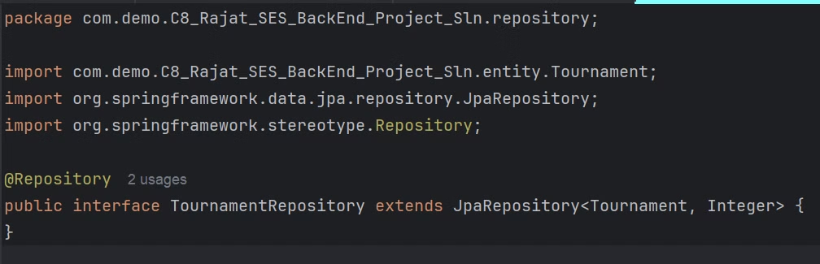 package com.demo.C8_Rajat_SES_BackEnd_Project_Sln.repository;
import com.demo.C8_Rajat_SES_BackEnd_Project_Sln.entity.Tournament;
import org.springframework.data.jpa.repository.JpaRepository;
import org.springframework.stereotype.Repository;
@Repository 2 usages
public interface TournamentRepository extends JpaRepository<Tournament, Integer> {
}